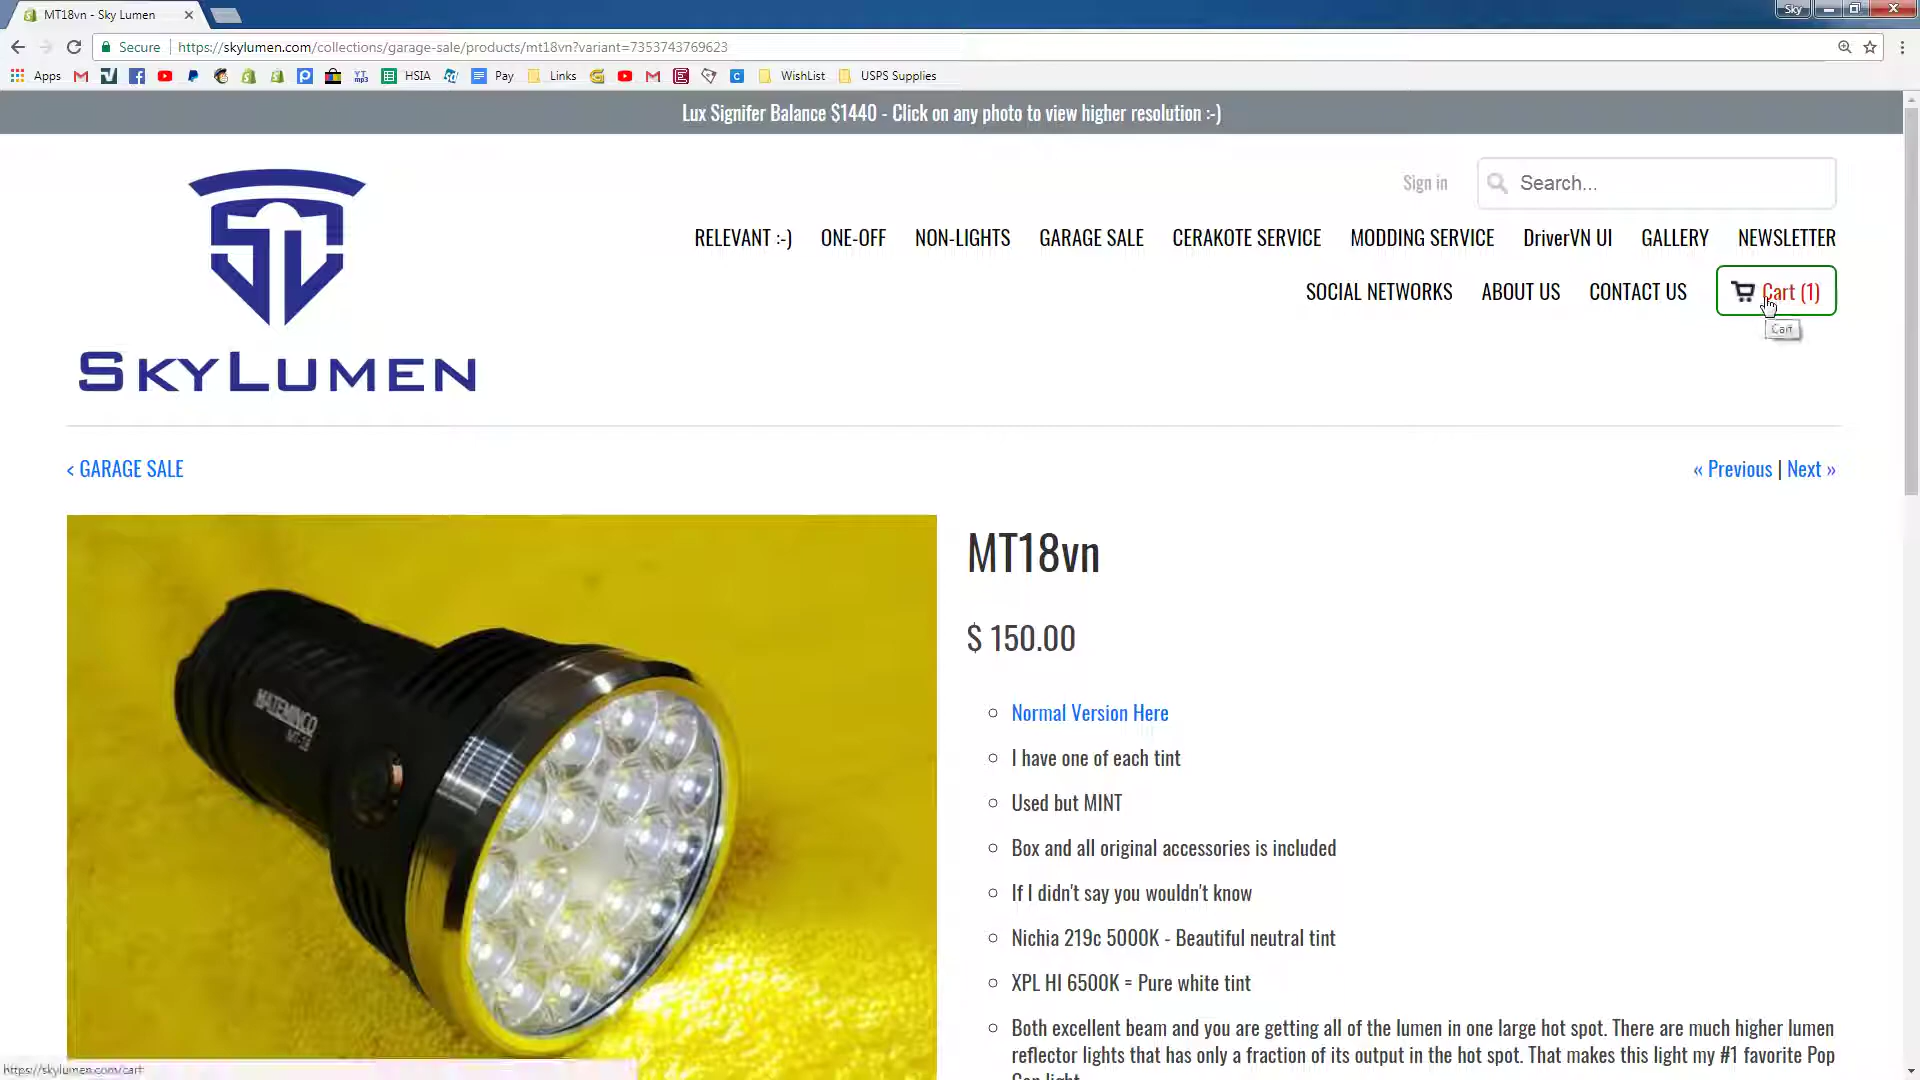 MT18vn - Sky Lumen
Sky
Secure
https://skylumen.com/collections/garage-sale/products/mt18vn?variant=7353743769623
Apps
HSIA
Pay
Links
WishList
USPS Supplies
Lux Signifer Balance $1440 - Click on any photo to view higher resolution :-)
SKYLUMEN
Sign in
Search...
RELEVANT :-) ONE-OFF NON-LIGHTS GARAGE SALE CERAKOTE SERVICE MODDING SERVICE DriverVN UI GALLERY NEWSLETTER
SOCIAL NETWORKS ABOUT US CONTACT US Cart (1)
Cart
< GARAGE SALE
« Previous | Next »
MATEMINCO
MT18vn
$ 150.00
Normal Version Here
I have one of each tint
Used but MINT
Box and all original accessories is included
If I didn't say you wouldn't know
Nichia 219c 5000K - Beautiful neutral tint
XPL HI 6500K = Pure white tint
Both excellent beam and you are getting all of the lumen in one large hot spot. There are much higher lumen
reflector lights that has only a fraction of its output in the hot spot. That makes this light my #1 favorite Pop
Can light
https://skylumen.com/cart